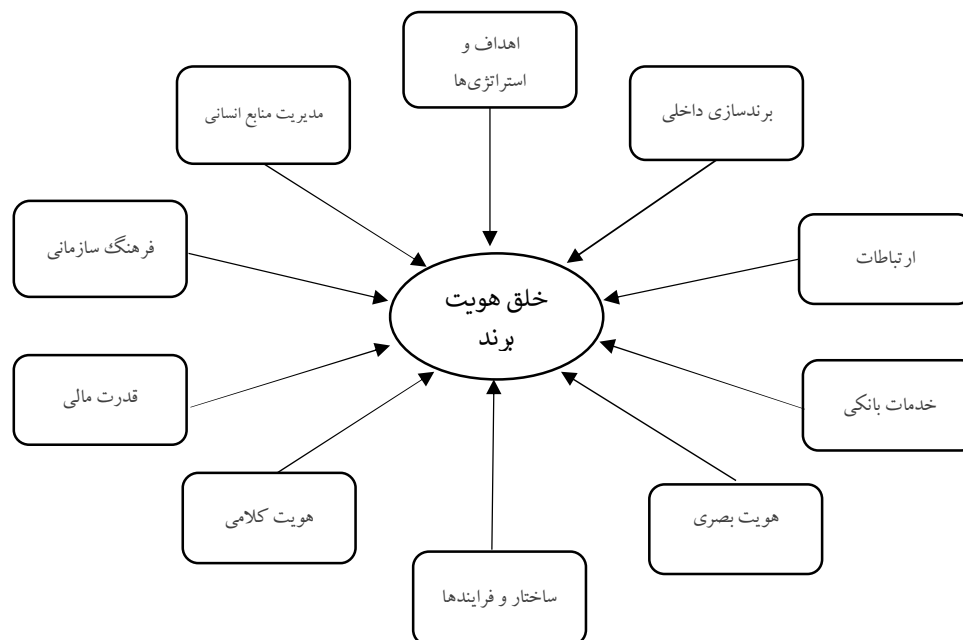 اهداف و
استراتژی‌ها
برندسازی داخلی
مدیریت منابع انسانی
ارتباطات
فرهنگ سازمانی
خلق هویت
برند
خدمات بانکی
قدرت مالی
هویت بصری
هویت کلامی
ساختار و فرایندها